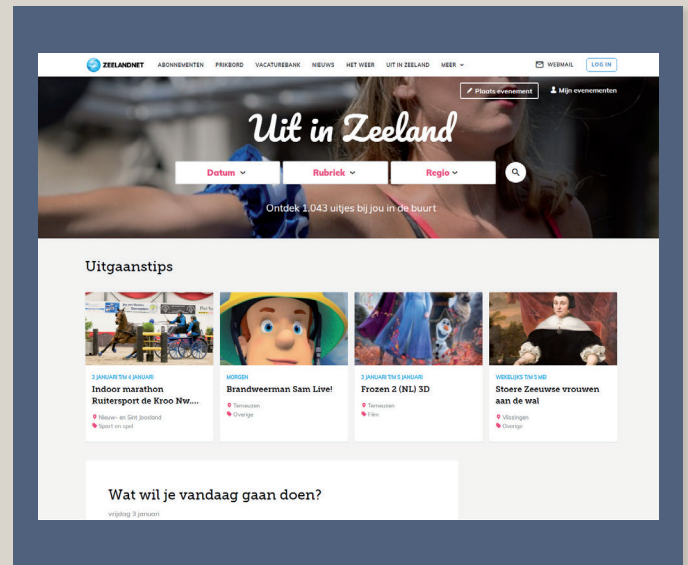 ZEELANDNET ABONNEMENTEN PRIKBORD VACATUREBANK NIEUWS HET WEER UIT IN ZEELAND MEER WEBMAIL LOG IN
Plaats evenement Mijn evenementen
Uit in Zeeland
Datum Rubriek Regio
Ontdek 1.043 uitjes bij jou in de buurt
Uitgaanstips
3 JANUARI T/M 4 JANUARI
Indoor marathon
Ruitersport de Kroo Nw....
Nieuw- en Sint Joosland
Sport en spel
MORGEN
Brandweerman Sam Live!
Terneuzen
Overige
3 JANUARI T/M 5 JANUARI
Frozen 2 (NL) 3D
Terneuzen
Film
WEKELIJKS T/M 5 MEI
Stoere Zeeuwse vrouwen
aan de wal
Vlissingen
Overige
Wat wil je vandaag gaan doen?
vrijdag 3 januari